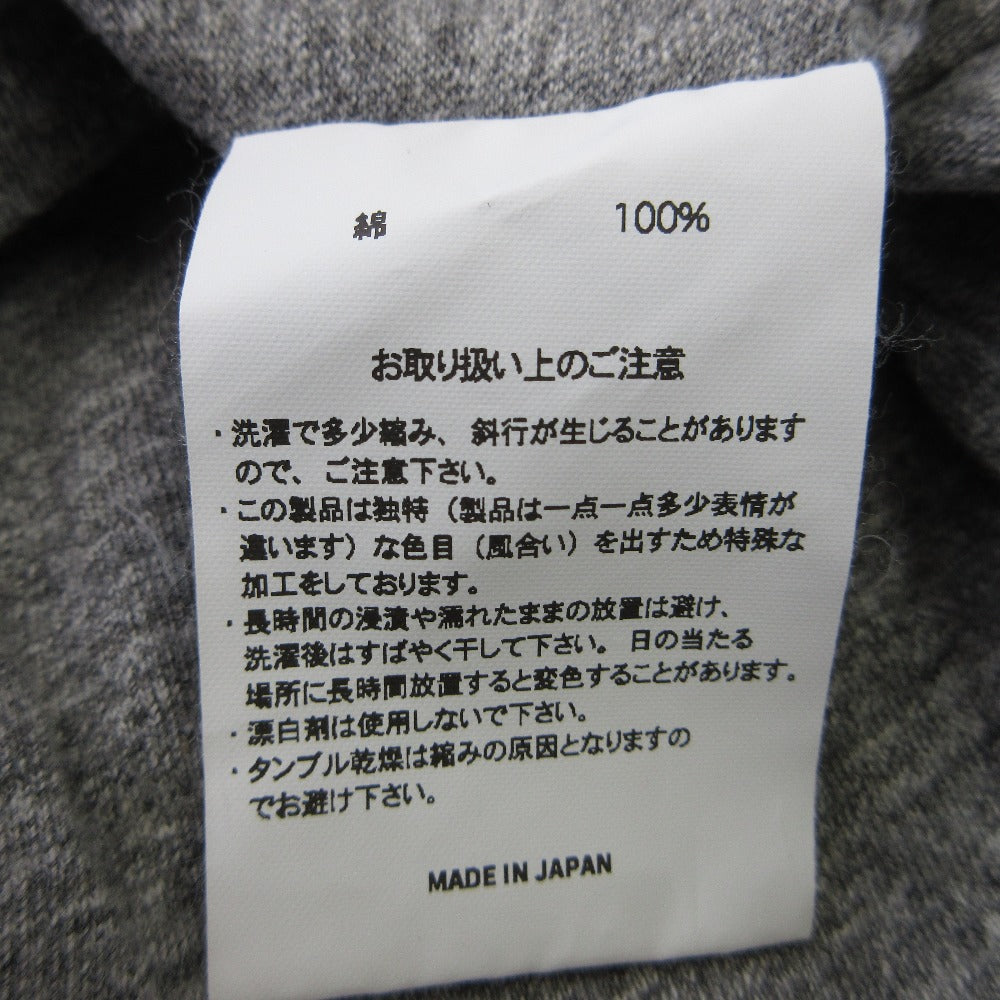 綿 100%
お取り扱い上のご注意
・洗濯で多少縮み、斜行が生じることがあります
ので、ご注意下さい。
・この製品は独特（製品は一点一点多少表情が
違います）な色目（風合い）を出すため特殊な
加工をしております。
・長時間の浸漬や濡れたままの放置は避け、
洗濯後はすばやく干して下さい。日の当たる
場所に長時間放置すると変色することがあります。
・漂白剤は使用しないで下さい。
・タンブル乾燥は縮みの原因となりますの
でお避け下さい。
MADE IN JAPAN